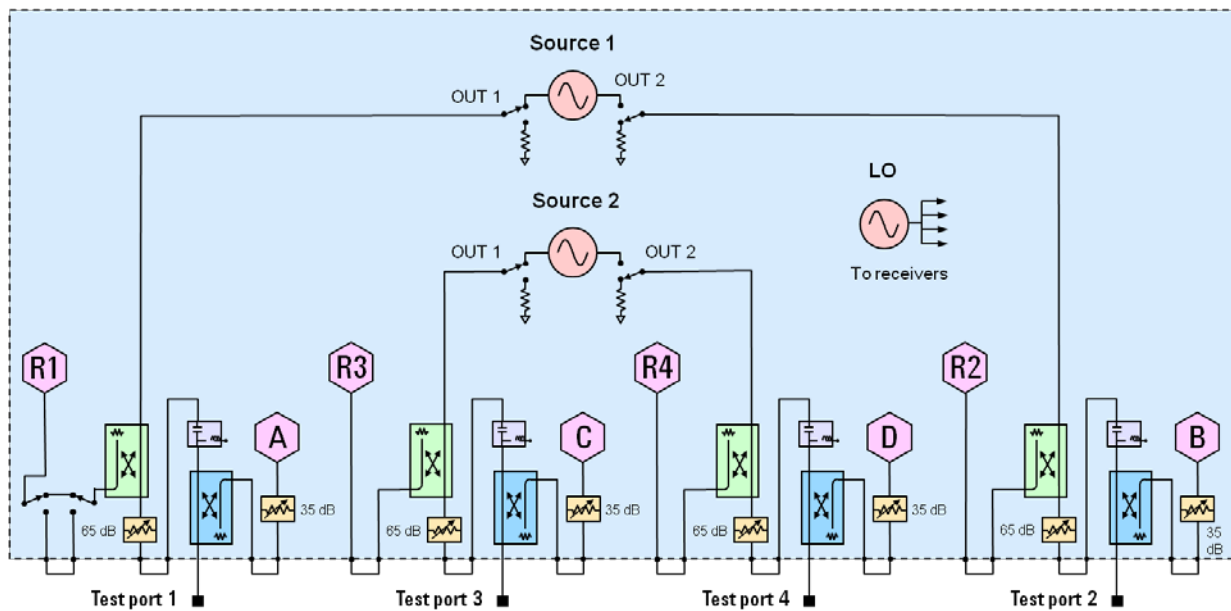 Source 1
OUT 1
OUT 2
LO
Source 2
OUT 1
OUT 2
To receivers
R1
R3
R4
R2
A
C
D
B
65 dB
35 dB
65 dB
35 dB
65 dB
35 dB
65 dB
35
dB
Test port 1
Test port 3
Test port 4
Test port 2